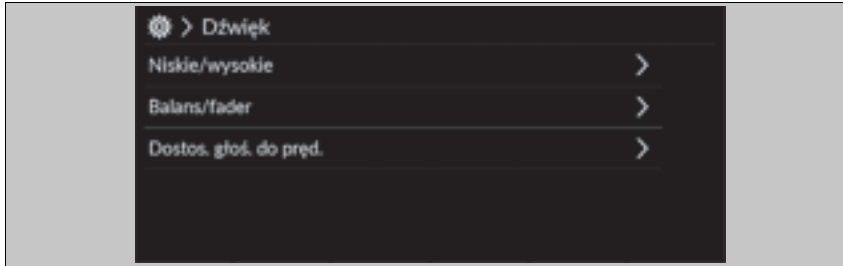 > Dźwięk
Niskie/wysokie
Balans/fader
Dostos. głoś. do pręd.